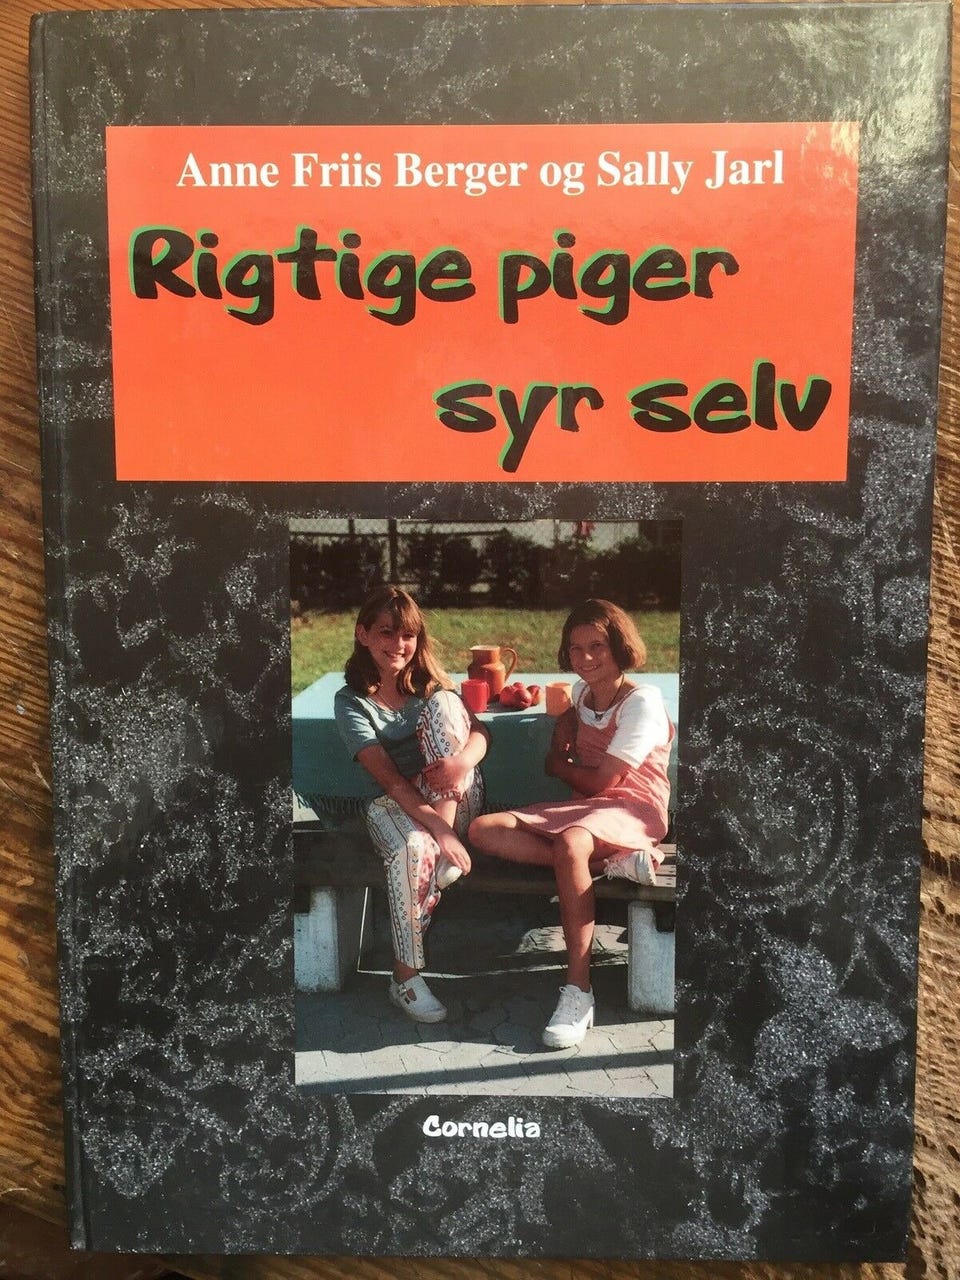 Anne Friis Berger og Sally Jarl
Rigtige piger
syr selv
Cornelia